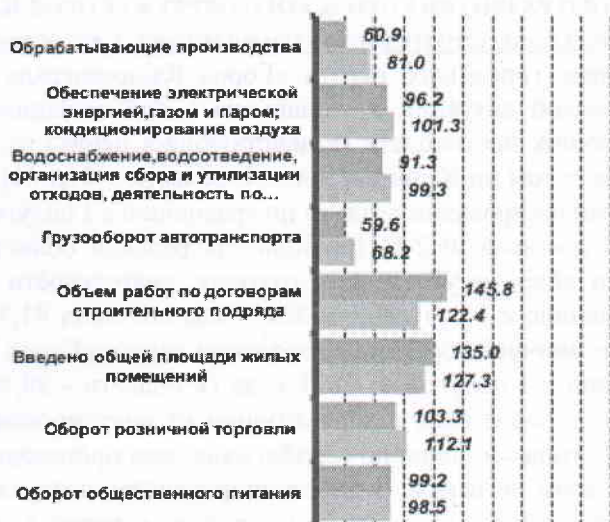 Обрабатывающие производства
60.9
81.0
Обеспечение электрической
энергией,газом и паром;
кондиционирование воздуха
96.2
101.3
Водоснабжение,водоотведение,
организация сбора и утилизации
отходов, деятельность по...
91.3
99.3
Грузооборот автотранспорта
59.6
68.2
Объем работ по договорам
строительного подряда
145.8
122.4
Введено общей площади жилых
помещений
135.0
127.3
Оборот розничной торговли
103.3
112.1
Оборот общественного питания
99.2
98.5